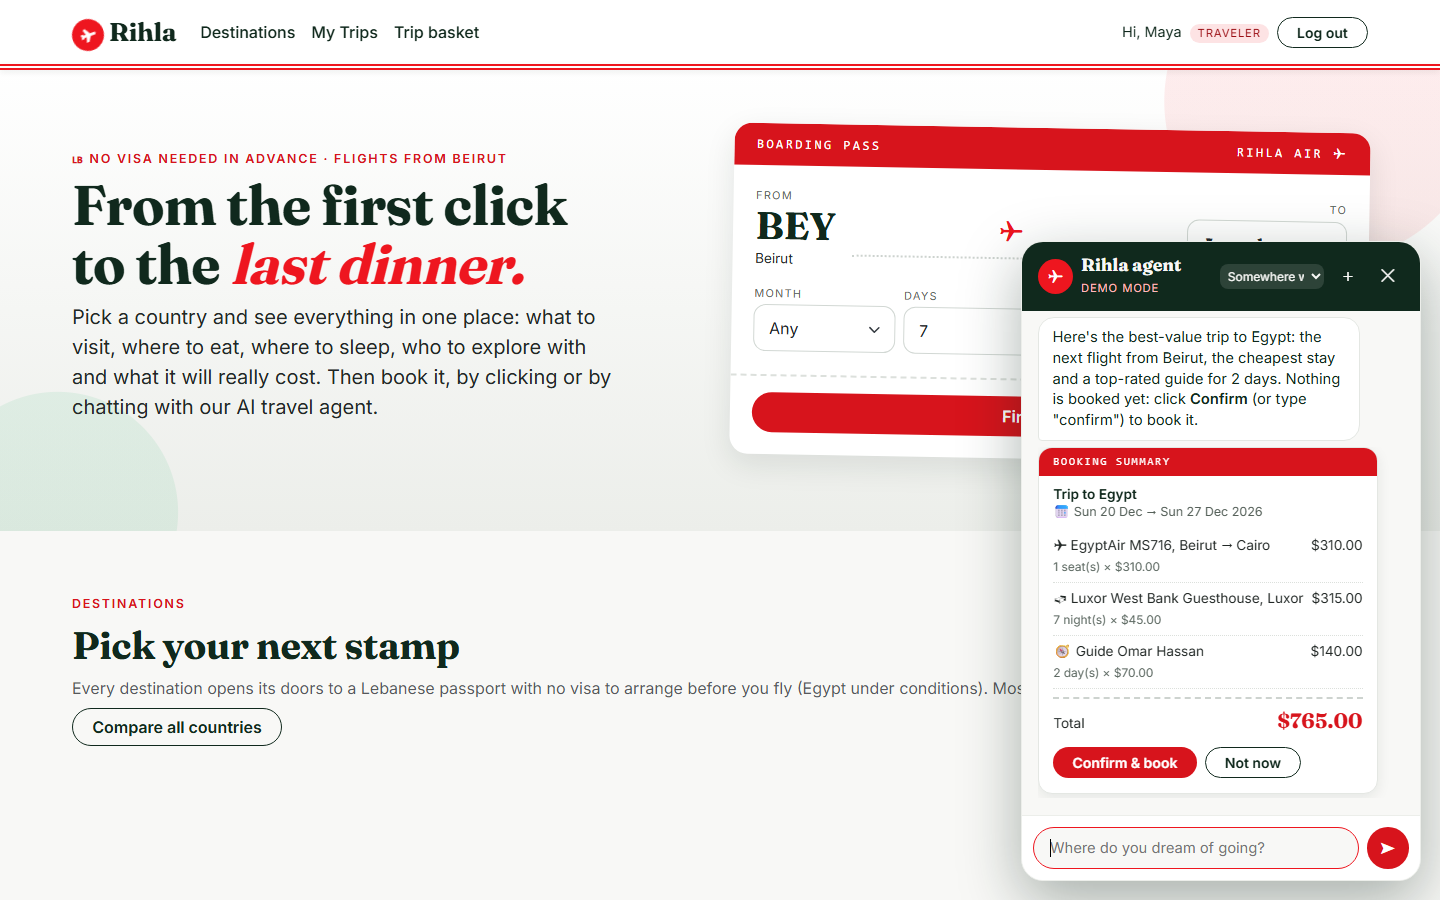 Rihla
Destinations My Trips Trip basket
Hi, Maya TRAVELER Log out
LB NO VISA NEEDED IN ADVANCE · FLIGHTS FROM BEIRUT
From the first click
to the last dinner.
Pick a country and see everything in one place: what to
visit, where to eat, where to sleep, who to explore with
and what it will really cost. Then book it, by clicking or by
chatting with our AI travel agent.
BOARDING PASS RIHLA AIR
FROM TO
BEY
Beirut
MONTH DAYS
Any 7
DESTINATIONS
Pick your next stamp
Every destination opens its doors to a Lebanese passport with no visa to arrange before you fly (Egypt under conditions).
Compare all countries
Rihla agent
DEMO MODE
Somewhere +
Here's the best-value trip to Egypt: the
next flight from Beirut, the cheapest stay
and a top-rated guide for 2 days. Nothing
is booked yet: click Confirm (or type
"confirm") to book it.
BOOKING SUMMARY
Trip to Egypt
Sun 20 Dec → Sun 27 Dec 2026
EgyptAir MS716, Beirut → Cairo $310.00
1 seat(s) × $310.00
Luxor West Bank Guesthouse, Luxor $315.00
7 night(s) × $45.00
Guide Omar Hassan $140.00
2 day(s) × $70.00
Total $765.00
Confirm & book Not now
Where do you dream of going?